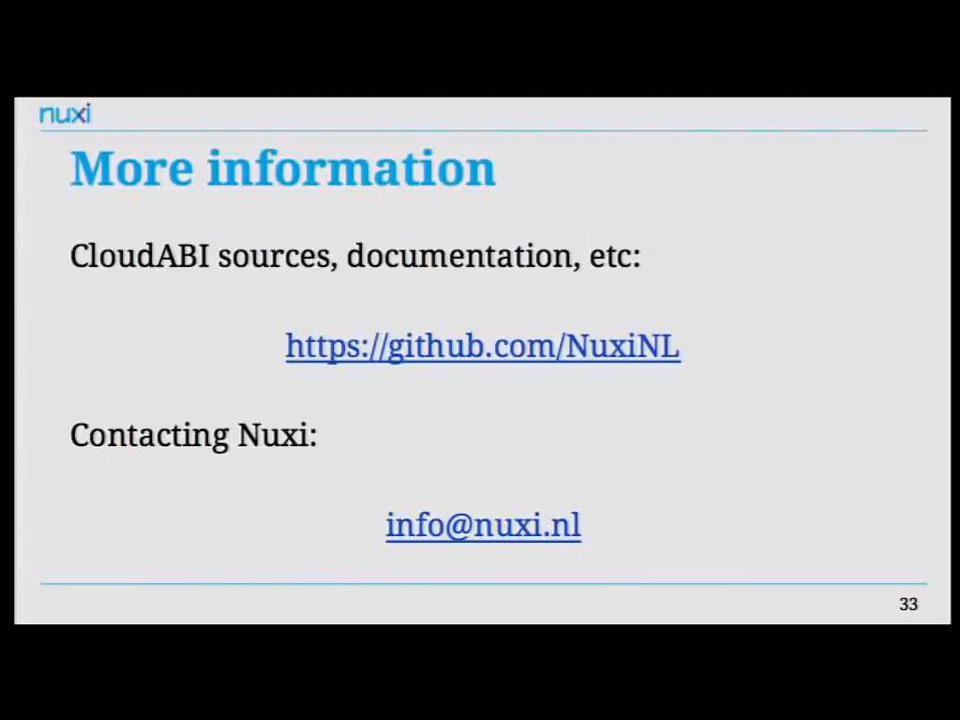 nuxi
More information
CloudABI sources, documentation, etc:
https://github.com/NuxiNL
Contacting Nuxi:
info@nuxi.nl
33